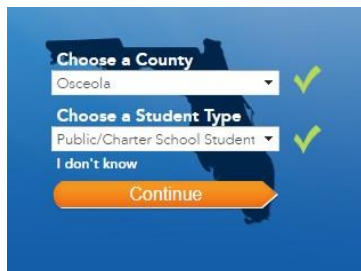 Choose a County
Osceola
Choose a Student Type
Public/Charter School Student
I don't know
Continue